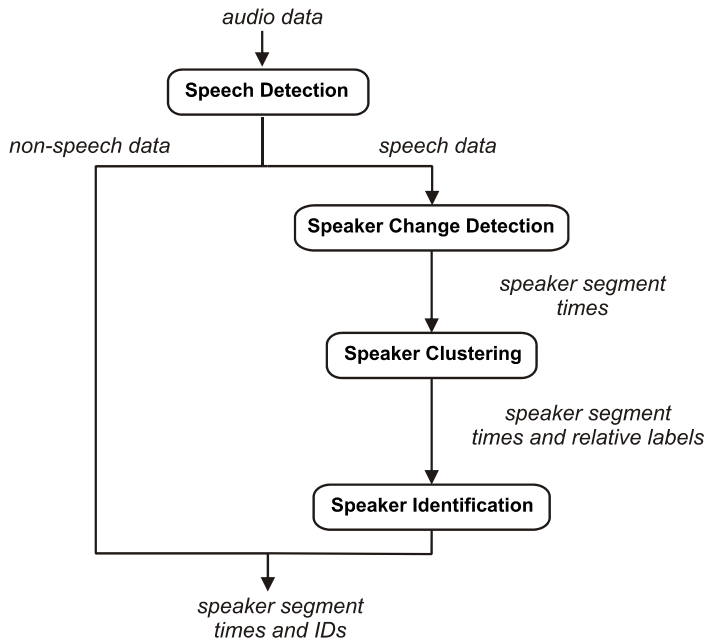 audio data
Speech Detection
non-speech data
speech data
Speaker Change Detection
speaker segment
times
Speaker Clustering
speaker segment
times and relative labels
Speaker Identification
speaker segment
times and IDs